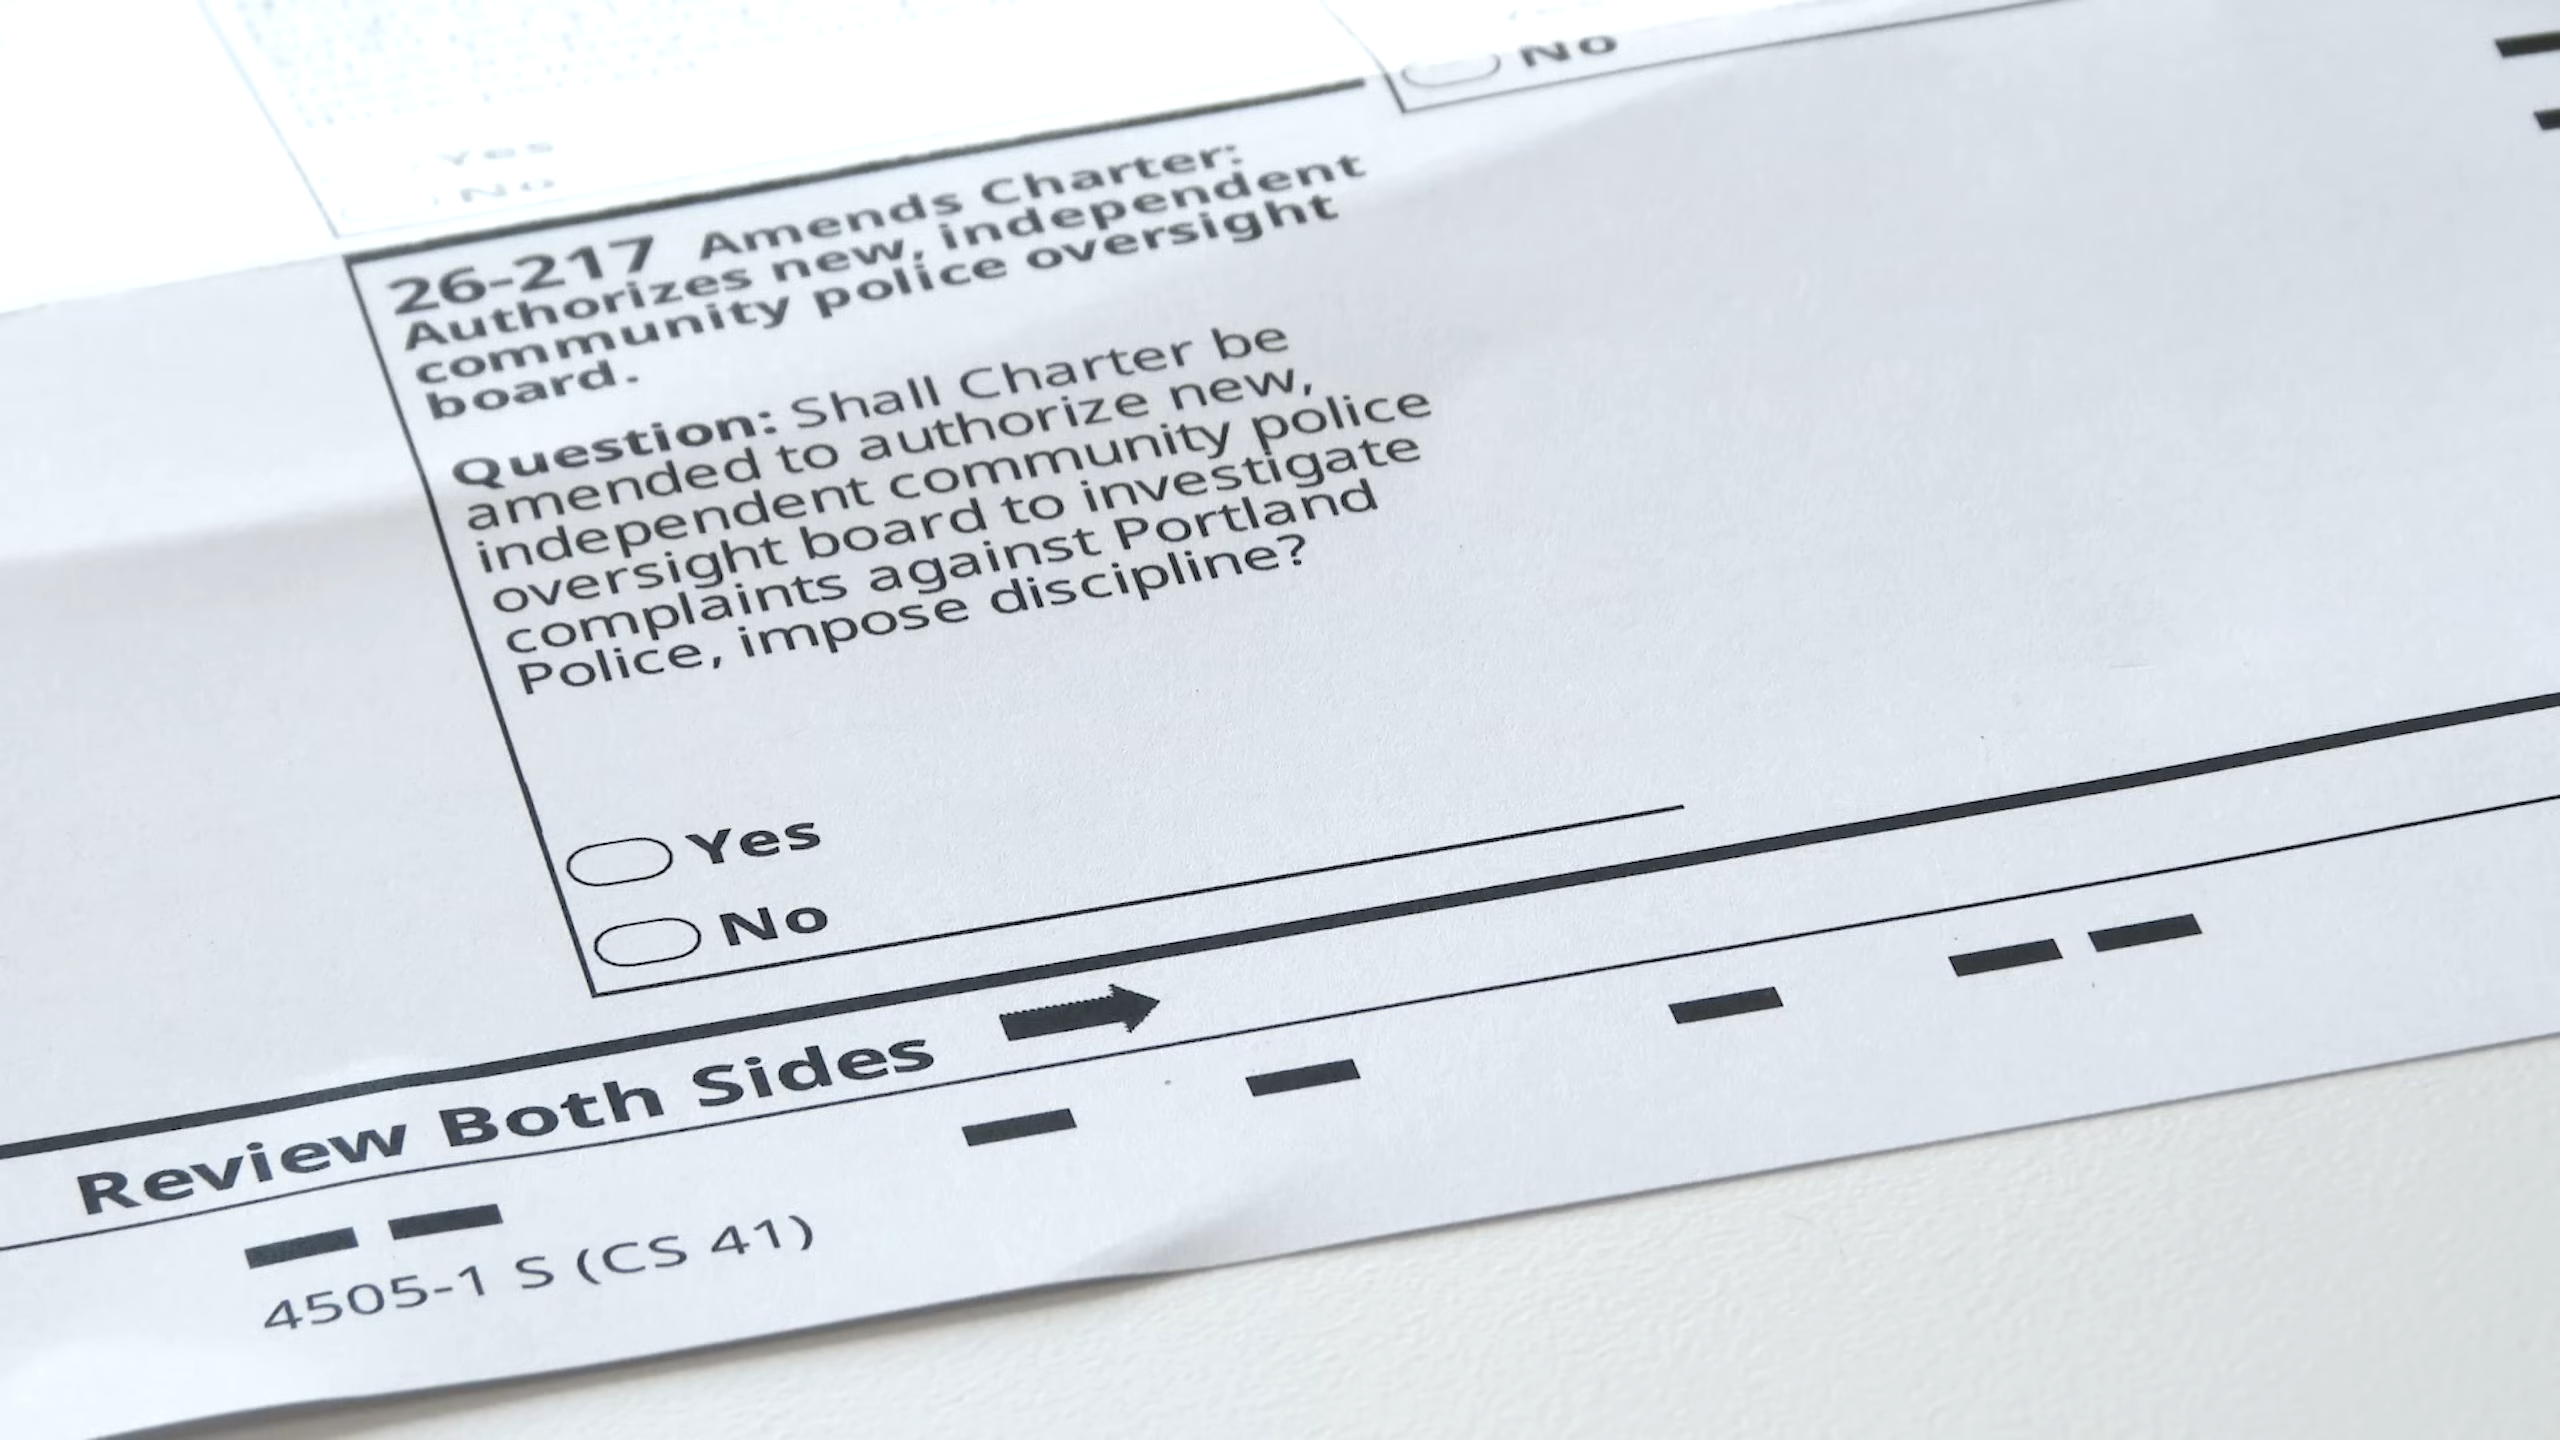 Yes
No
No
26-217 Amends Charter:
Authorizes new, independent
community police oversight
board.
Question: Shall Charter be
amended to authorize new,
independent community police
oversight board to investigate
complaints against Portland
Police, impose discipline?
Yes
No
Review Both Sides
4505-1 S (CS 41)